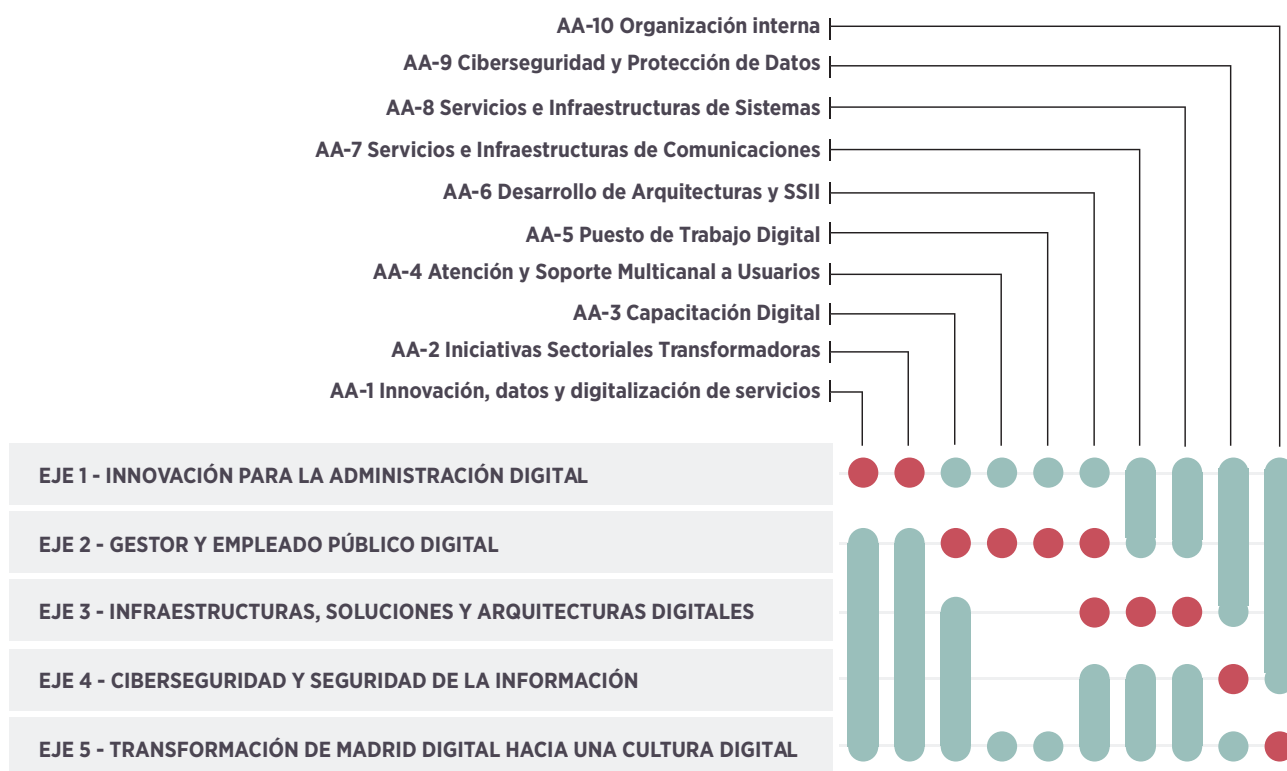 AA-10 Organización interna
AA-9 Ciberseguridad y Protección de Datos
AA-8 Servicios e Infraestructuras de Sistemas
AA-7 Servicios e Infraestructuras de Comunicaciones
AA-6 Desarrollo de Arquitecturas y SSII
AA-5 Puesto de Trabajo Digital
AA-4 Atención y Soporte Multicanal a Usuarios
AA-3 Capacitación Digital
AA-2 Iniciativas Sectoriales Transformadoras
AA-1 Innovación, datos y digitalización de servicios
EJE 1 - INNOVACIÓN PARA LA ADMINISTRACIÓN DIGITAL
EJE 2 - GESTOR Y EMPLEADO PÚBLICO DIGITAL
EJE 3 - INFRAESTRUCTURAS, SOLUCIONES Y ARQUITECTURAS DIGITALES
EJE 4 - CIBERSEGURIDAD Y SEGURIDAD DE LA INFORMACIÓN
EJE 5 - TRANSFORMACIÓN DE MADRID DIGITAL HACIA UNA CULTURA DIGITAL